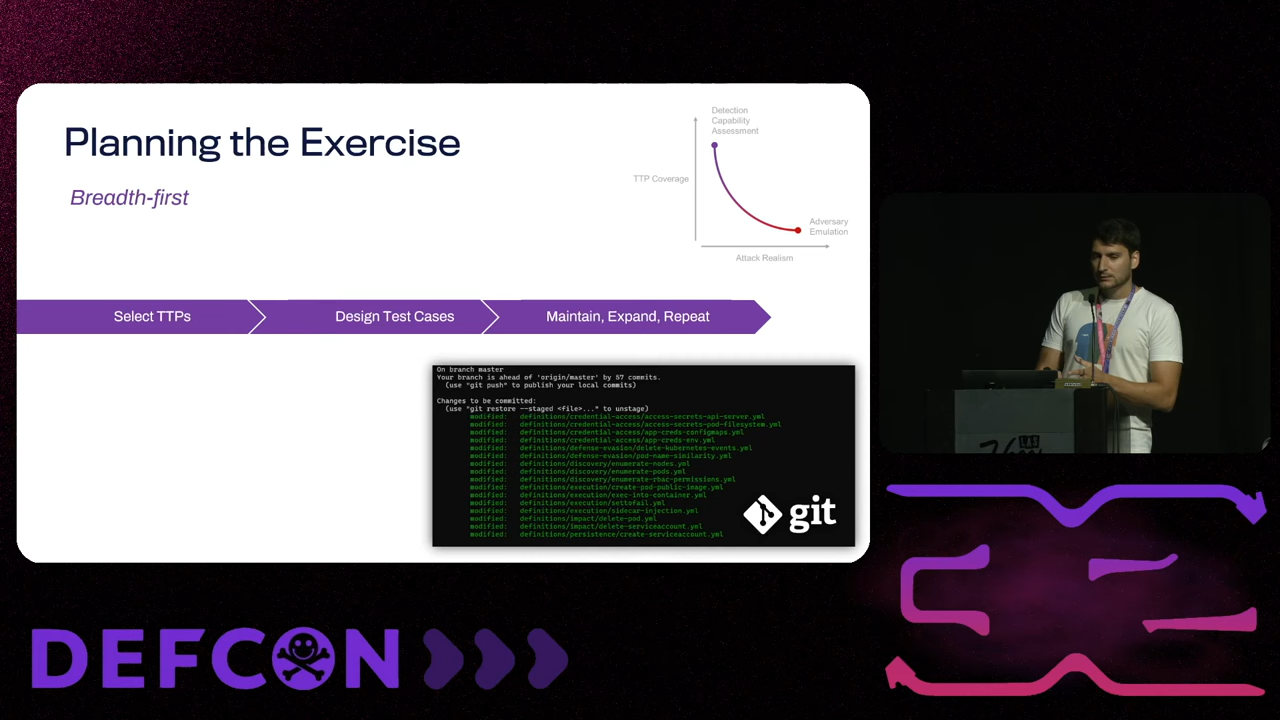 Planning the Exercise
Breadth-first
Detection
Capability
Assessment
TTP Coverage
Adversary
Emulation
Attack Realism
Select TTPs
Design Test Cases
Maintain, Expand, Repeat
On branch master
Your branch is ahead of 'origin/master' by 57 commits.
(use "git push" to publish your local commits)
Changes to be committed:
(use "git restore --staged <file>..." to unstage)
modified: definitions/credential-access/access-secrets-api-server.yml
modified: definitions/credential-access/access-secrets-pod-filesystem.yml
modified: definitions/credential-access/app-creds-configmaps.yml
modified: definitions/credential-access/app-creds-env.yml
modified: definitions/defense-evasion/delete-kubernetes-events.yml
modified: definitions/defense-evasion/pod-name-similarity.yml
modified: definitions/discovery/enumerate-nodes.yml
modified: definitions/discovery/enumerate-pods.yml
modified: definitions/discovery/enumerate-rbac-permissions.yml
modified: definitions/execution/create-pod-public-image.yml
modified: definitions/execution/exec-into-container.yml
modified: definitions/execution/settofail.yml
modified: definitions/execution/sidecar-injection.yml
modified: definitions/impact/delete-pod.yml
modified: definitions/impact/delete-serviceaccount.yml
modified: definitions/persistence/create-serviceaccount.yml
git
LAS
DEFCON